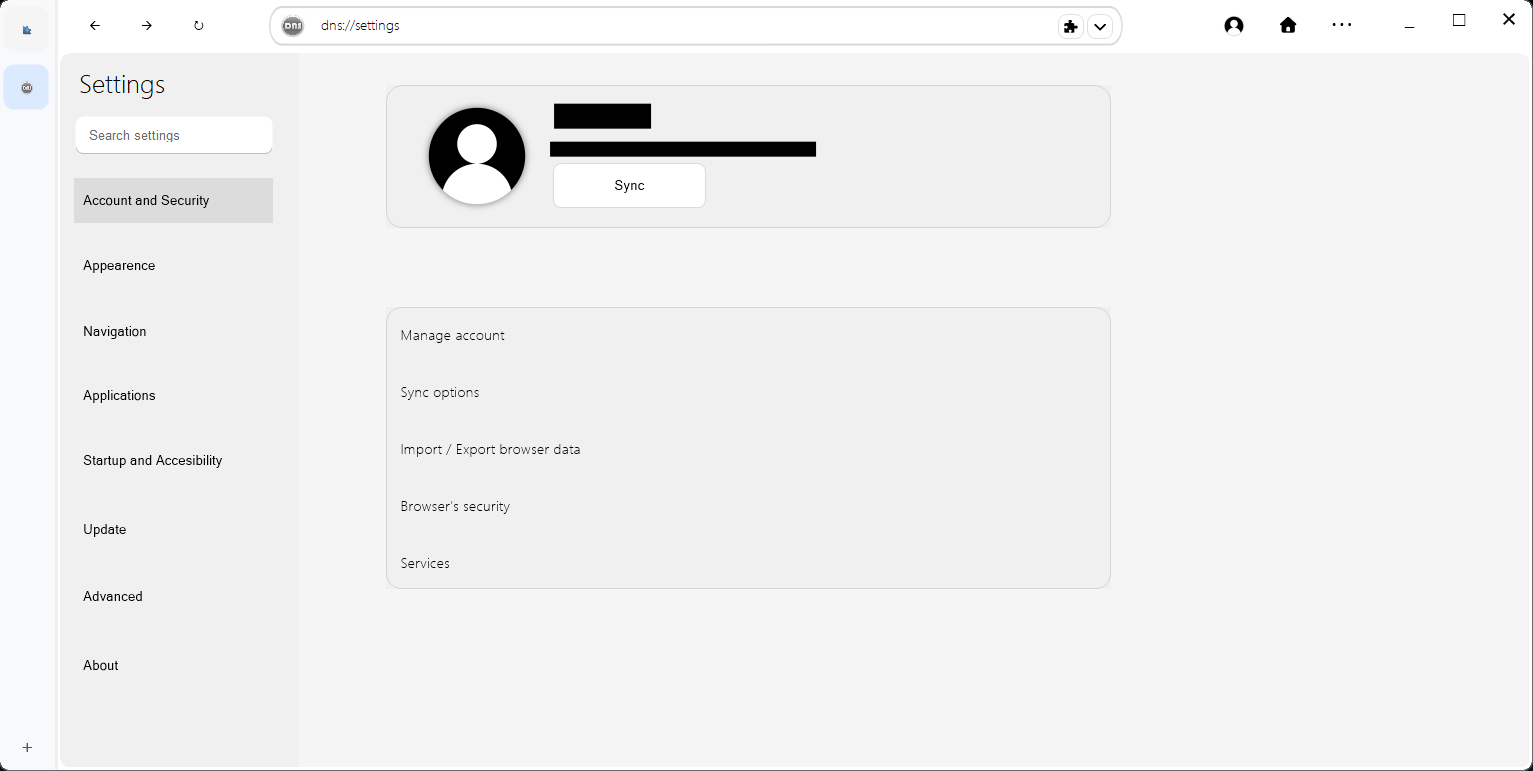 DNS
dns://settings
Settings
Search settings
Account and Security
Appearence
Navigation
Applications
Startup and Accesibility
Update
Advanced
About
Sync
Manage account
Sync options
Import / Export browser data
Browser's security
Services